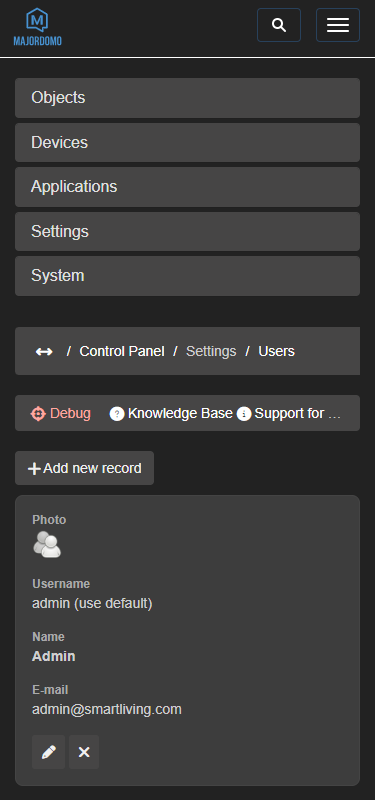 MAJORDOMO
Objects
Devices
Applications
Settings
System
/ Control Panel / Settings / Users
Debug ? Knowledge Base i Support for ...
+Add new record
Photo
Username
admin (use default)
Name
Admin
E-mail
admin@smartliving.com